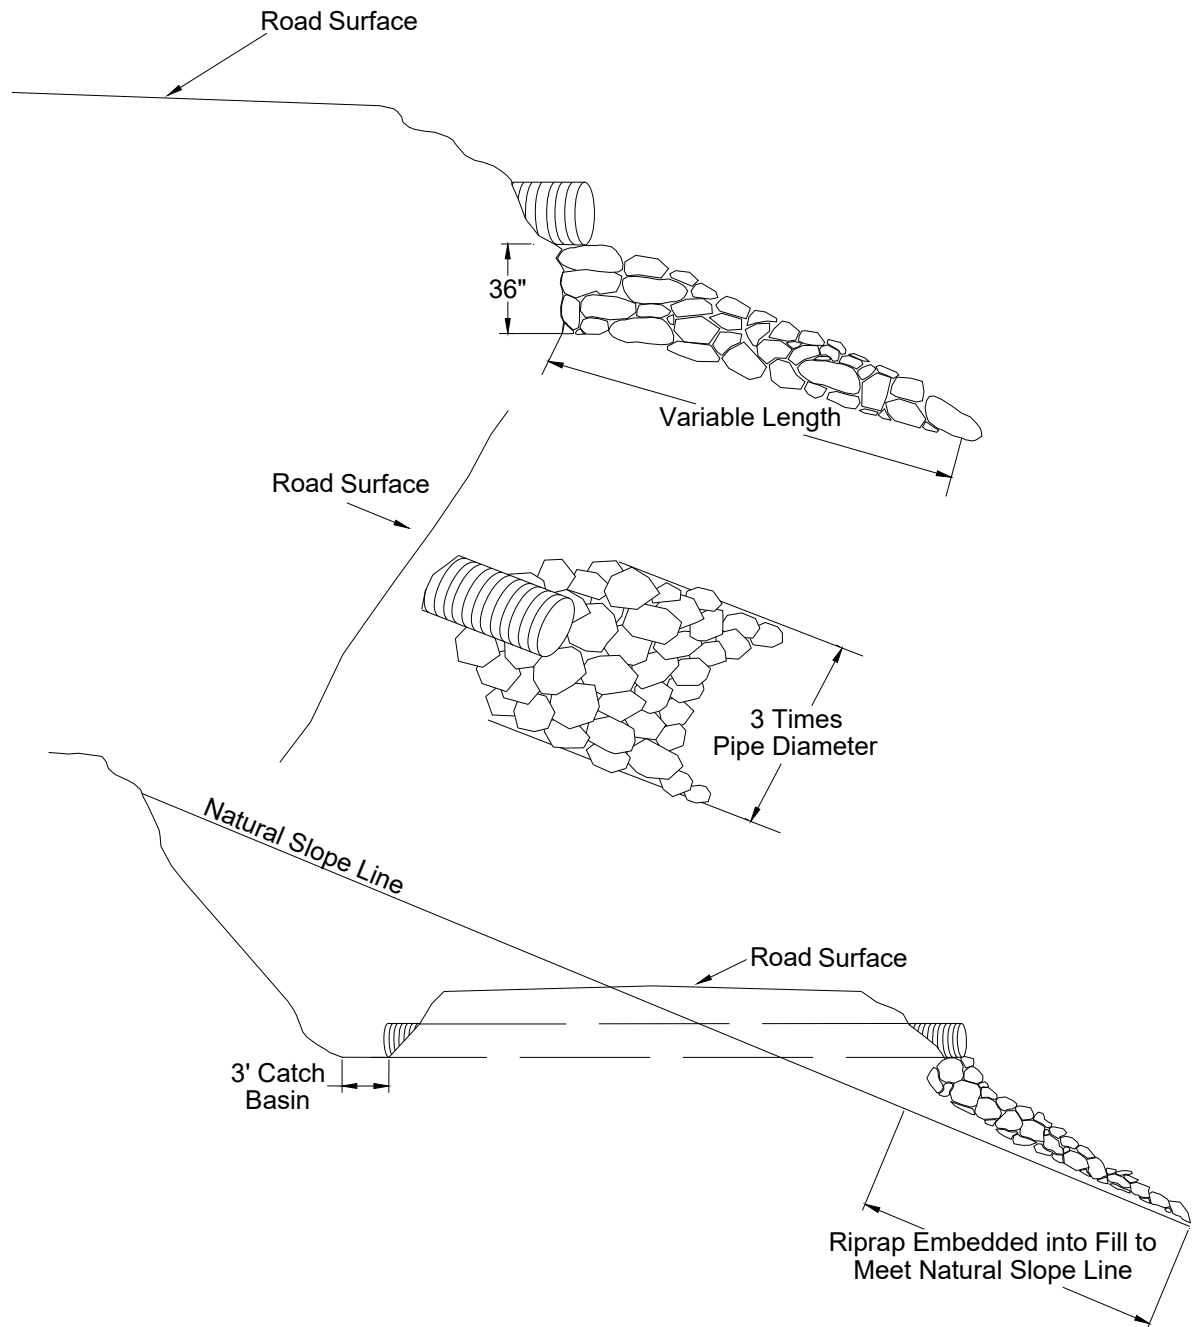 Road Surface
36"
Variable Length
Road Surface
3 Times
Pipe Diameter
Natural Slope Line
Road Surface
3' Catch
Basin
Riprap Embedded into Fill to
Meet Natural Slope Line